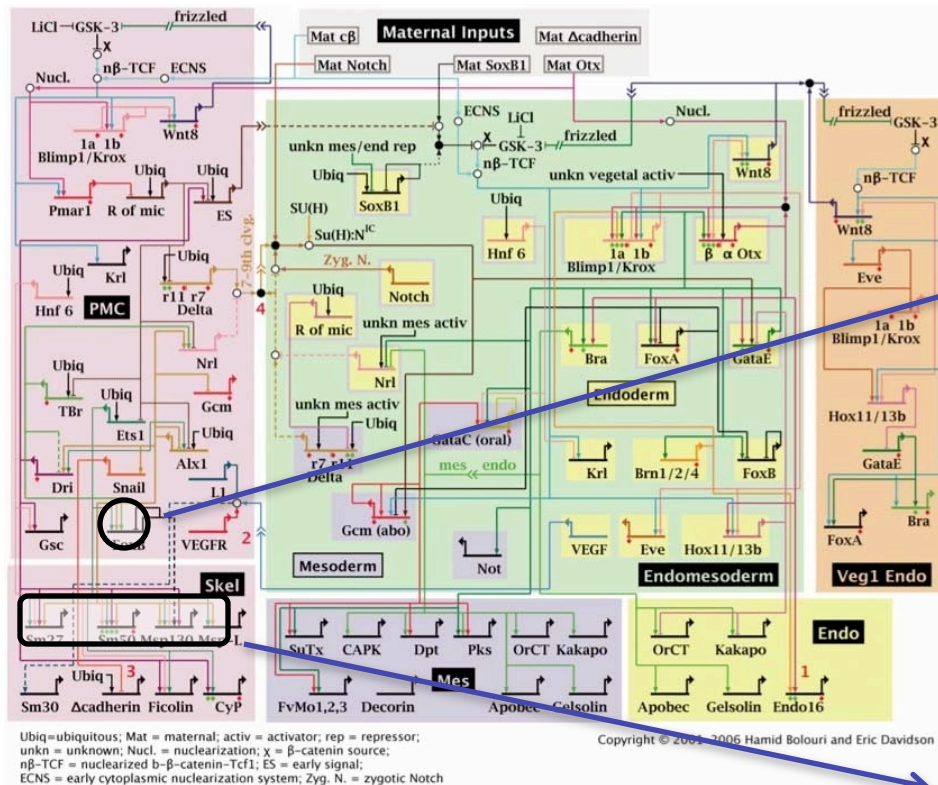 Maternal Inputs
Mat cβ
Mat Δcadherin
Mat Notch
Mat SoxB1
Mat Otx
LiCl
GSK-3
frizzled
χ
nβ-TCF
ECNS
Nucl.
1a 1b
Wnt8
Blimp1/Krox
Ubiq
Pmar1
R of mic
ES
Ubiq
Krl
Ubiq
Hnf 6
PMC
r11 r7
Delta
Nrl
Ubiq
TBr
Ubiq
Ets1
Gcm
Ubiq
Alx1
Dri
Snail
L1
Gsc
FoxB
VEGFR
2
7-9th clvg.
4
ECNS
LiCl
χ
GSK-3
frizzled
nβ-TCF
Nucl.
unkn mes/end rep
Ubiq
SoxB1
Wnt8
unkn vegetal activ
SU(H)
Su(H):N^IC
Ubiq
Hnf 6
1a 1b
Blimp1/Krox
β α Otx
Zyg. N.
Notch
Ubiq
R of mic
unkn mes activ
Nrl
Bra
FoxA
GataE
Endoderm
unkn mes activ
Ubiq
r7 r11
Delta
GataC (oral)
mes endo
Krl
Brn1/2/4
FoxB
Gcm (abo)
Not
VEGF
Eve
Hox11/13b
Mesoderm
Endomesoderm
frizzled
GSK-3
χ
nβ-TCF
Wnt8
Eve
1a 1b
Blimp1/Krox
Hox11/13b
GataE
FoxA
Bra
Veg1 Endo
Skel
Sm27
Sm50
Msp130
Msp-L
3
Ubiq
Sm30
Δcadherin
Ficolin
CyP
SuTx
CAPK
Dpt
Pks
OrCT
Kakapo
Mes
FvMo1,2,3
Decorin
Apobec
Gelsolin
Endo
OrCT
Kakapo
1
Apobec
Gelsolin
Endo16
Ubiq=ubiquitous; Mat = maternal; activ = activator; rep = repressor;
unkn = unknown; Nucl. = nuclearization; χ = β-catenin source;
nβ-TCF = nuclearized b-β-catenin-Tcf1; ES = early signal;
ECNS = early cytoplasmic nuclearization system; Zyg. N. = zygotic Notch
Copyright © 2001-2006 Hamid Bolouri and Eric Davidson